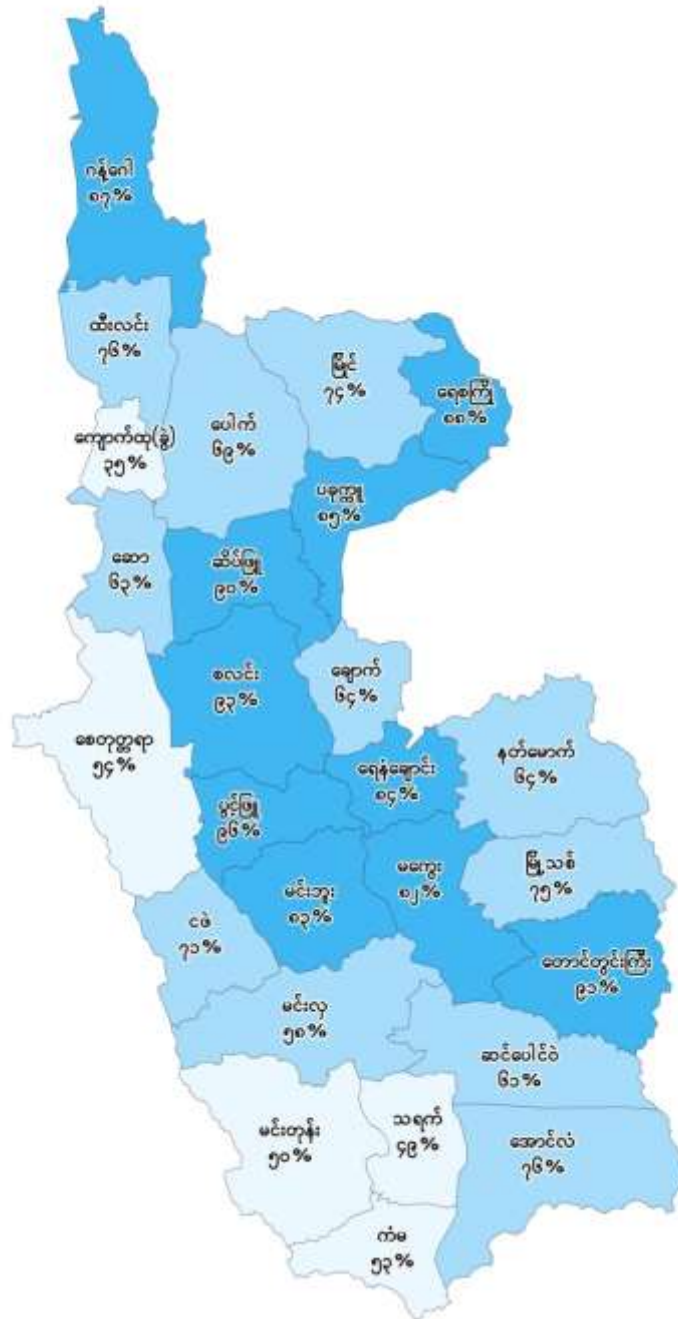 ဂန့်ဂေါ
၈၇%
ထီးလင်း
၇၆%
မြိုင်
၇၄%
ရေစကြို
၈၈%
ပေါက်
၆၉%
ကျောက်ထု(ခွဲ)
၃၅%
ပခုက္ကူ
၈၅%
ဆော
၆၃%
ဆိပ်ဖြူ
၉၀%
စလင်း
၉၃%
ချောက်
၆၄%
စေတုတ္တရာ
၅၄%
နတ်မောက်
၆၄%
ရေနံချောင်း
၈၄%
ပွင့်ဖြူ
၉၆%
မကွေး
၈၂%
မြို့သစ်
၇၅%
မင်းဘူး
၈၃%
ငဖဲ
၇၁%
တောင်တွင်းကြီး
၉၁%
မင်းလှ
၅၈%
ဆင်ပေါင်ဝဲ
၆၁%
မင်းတုန်း
၅၀%
သရက်
၄၉%
အောင်လံ
၇၆%
ကံမ
၅၃%